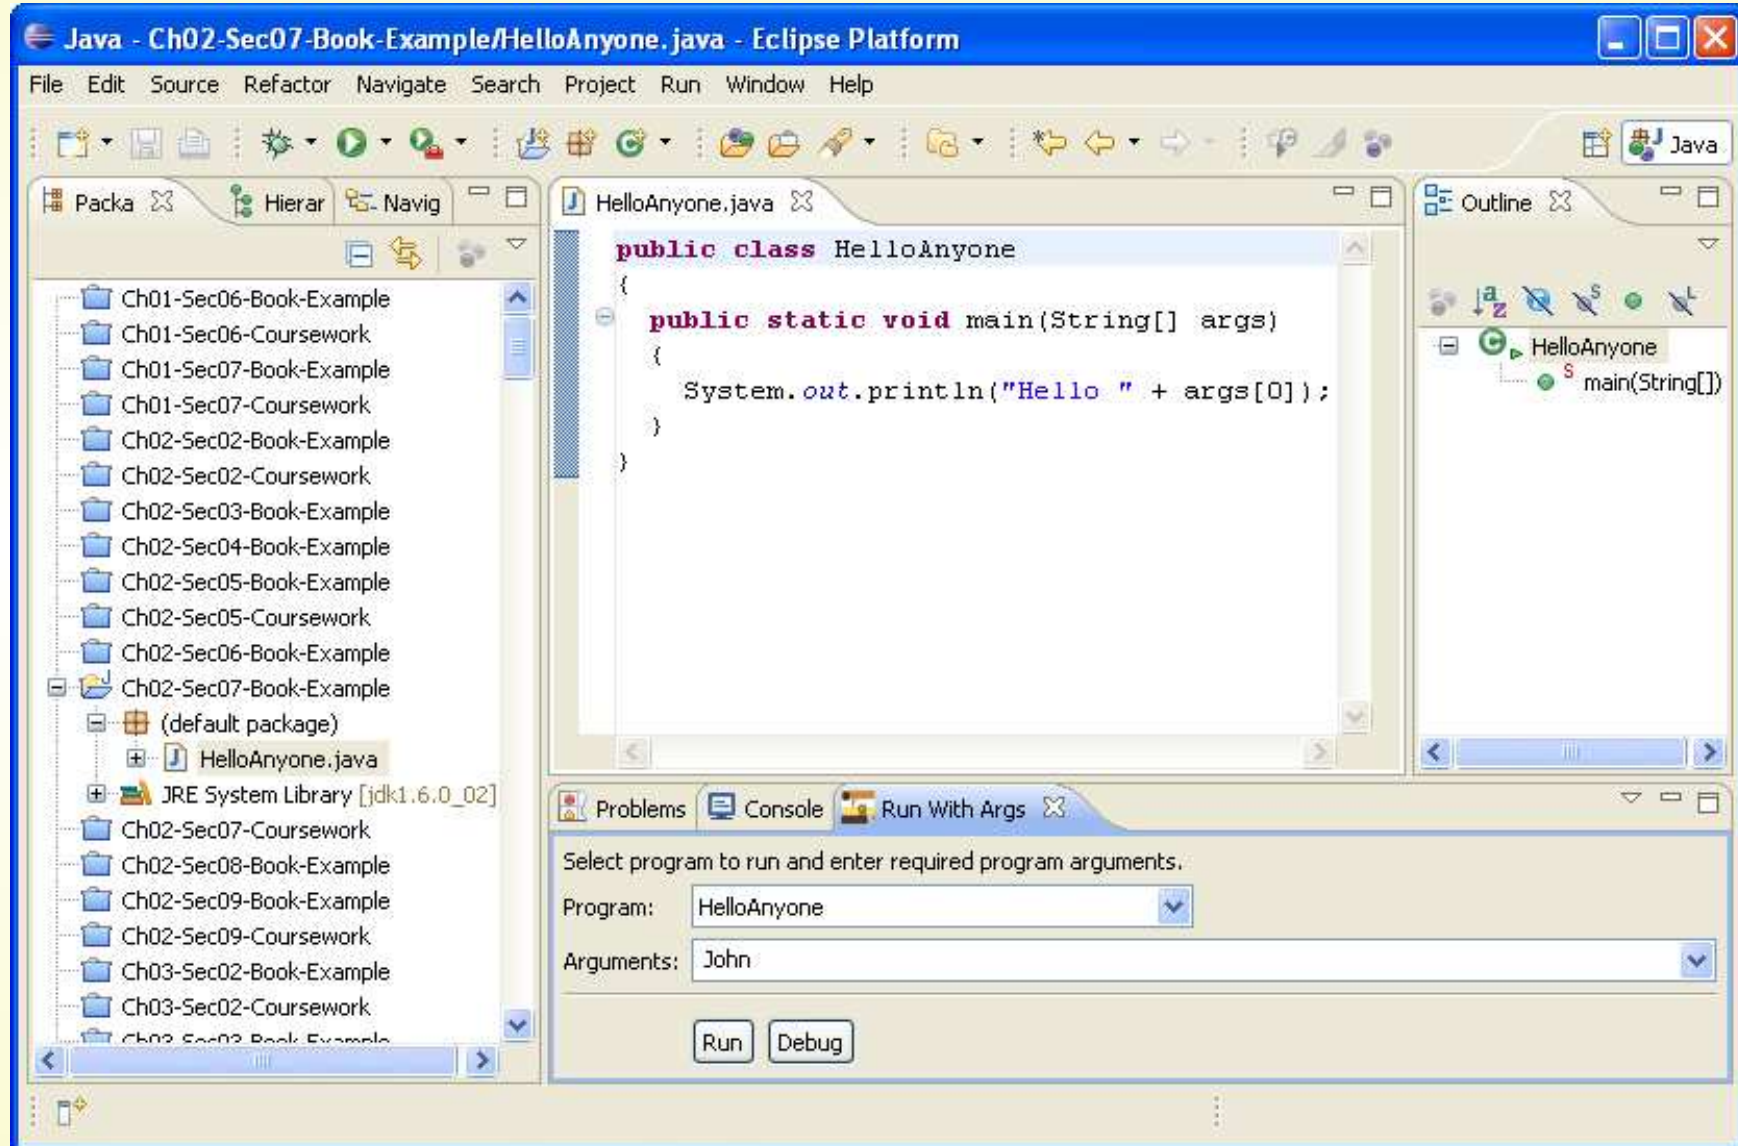 Java - Ch02-Sec07-Book-Example/HelloAnyone.java - Eclipse Platform
File Edit Source Refactor Navigate Search Project Run Window Help
Java
Packa Hierar Navig
Ch01-Sec06-Book-Example
Ch01-Sec06-Coursework
Ch01-Sec07-Book-Example
Ch01-Sec07-Coursework
Ch02-Sec02-Book-Example
Ch02-Sec02-Coursework
Ch02-Sec03-Book-Example
Ch02-Sec04-Book-Example
Ch02-Sec05-Book-Example
Ch02-Sec05-Coursework
Ch02-Sec06-Book-Example
Ch02-Sec07-Book-Example
(default package)
HelloAnyone.java
JRE System Library [jdk1.6.0_02]
Ch02-Sec07-Coursework
Ch02-Sec08-Book-Example
Ch02-Sec09-Book-Example
Ch02-Sec09-Coursework
Ch03-Sec02-Book-Example
Ch03-Sec02-Coursework
Ch03-Sec03-Book-Example
HelloAnyone.java
public class HelloAnyone
{
public static void main(String[] args)
{
System.out.println("Hello " + args[0]);
}
}
Outline
HelloAnyone
main(String[])
Problems Console Run With Args
Select program to run and enter required program arguments.
Program: HelloAnyone
Arguments: John
Run Debug